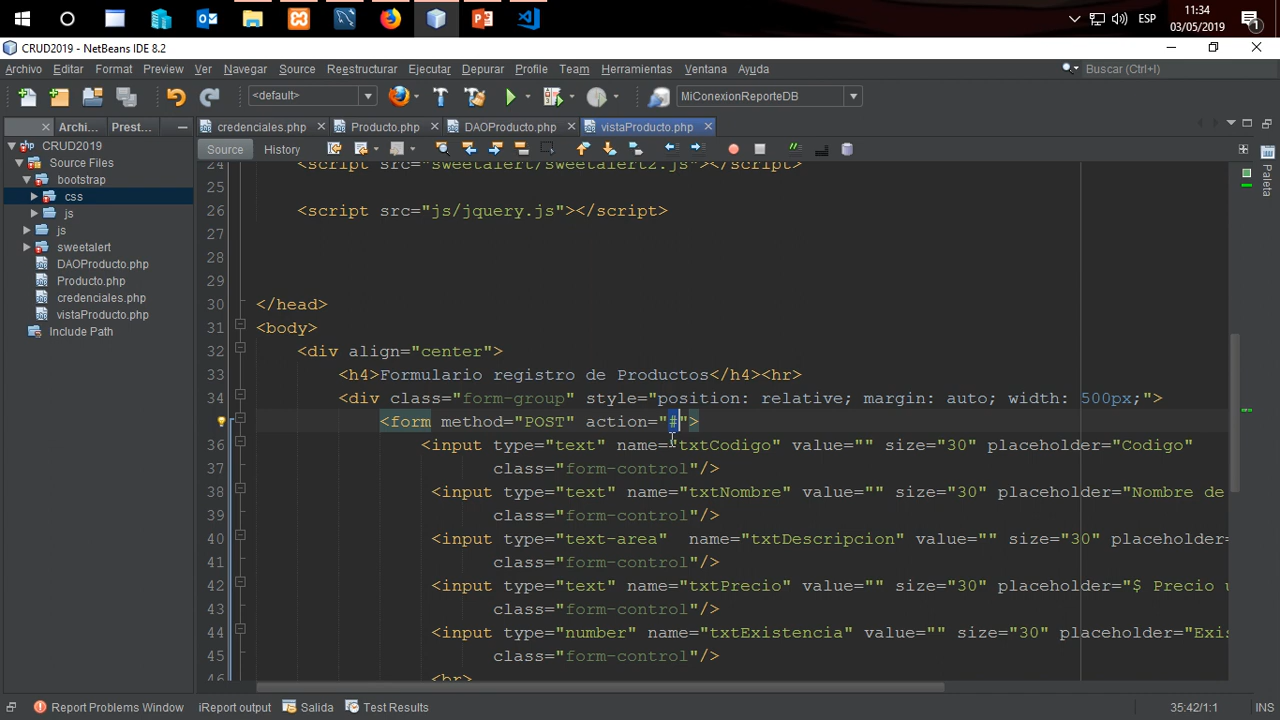 11:34
ESP
03/05/2019
1
CRUD2019 - NetBeans IDE 8.2
Archivo Editar Format Preview Ver Navegar Source Reestructurar Ejecutar Depurar Profile Team Herramientas Ventana Ayuda
Buscar (Ctrl+I)
<default>
MiConexionReporteDB
Archi...
Prest...
credenciales.php
Producto.php
DAOProducto.php
vistaProducto.php
Source
History
Paleta
CRUD2019
Source Files
bootstrap
css
js
js
sweetalert
DAOProducto.php
Producto.php
credenciales.php
vistaProducto.php
Include Path
24 <script src="sweetalert/sweetalert2.js"></script>
25
26 <script src="js/jquery.js"></script>
27
28
29
30 </head>
31 <body>
32 <div align="center">
33 <h4>Formulario registro de Productos</h4><hr>
34 <div class="form-group" style="position: relative; margin: auto; width: 500px;">
<form method="POST" action="#">
36 <input type="text" name="txtCodigo" value="" size="30" placeholder="Codigo"
37 class="form-control"/>
38 <input type="text" name="txtNombre" value="" size="30" placeholder="Nombre de
39 class="form-control"/>
40 <input type="text-area" name="txtDescripcion" value="" size="30" placeholder=
41 class="form-control"/>
42 <input type="text" name="txtPrecio" value="" size="30" placeholder="$ Precio
43 class="form-control"/>
44 <input type="number" name="txtExistencia" value="" size="30" placeholder="Exis
45 class="form-control"/>
<br>
Report Problems Window
iReport output
Salida
Test Results
35:42/1:1
INS